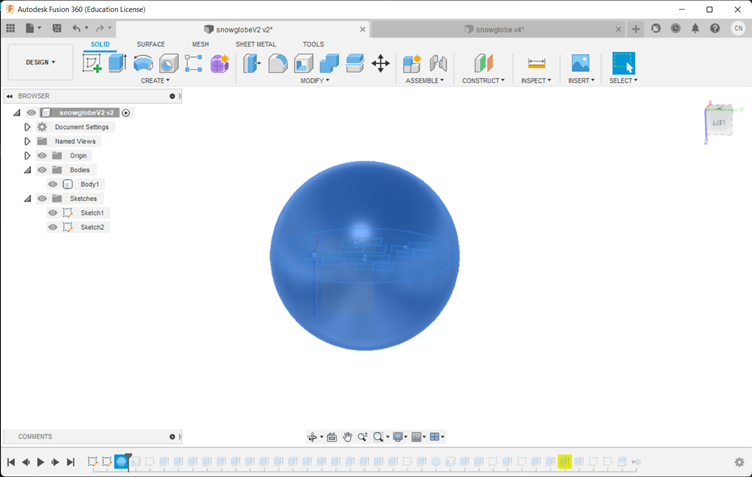 Autodesk Fusion 360 (Education License)
snowglobeV2 v2*
snowglobe v4*
CN
SOLID SURFACE MESH SHEET METAL TOOLS
DESIGN
CREATE MODIFY ASSEMBLE CONSTRUCT INSPECT INSERT SELECT
BROWSER
snowglobeV2 v2
Document Settings
Named Views
Origin
Bodies
Body1
Sketches
Sketch1
Sketch2
LEFT
X
Y
Z
COMMENTS